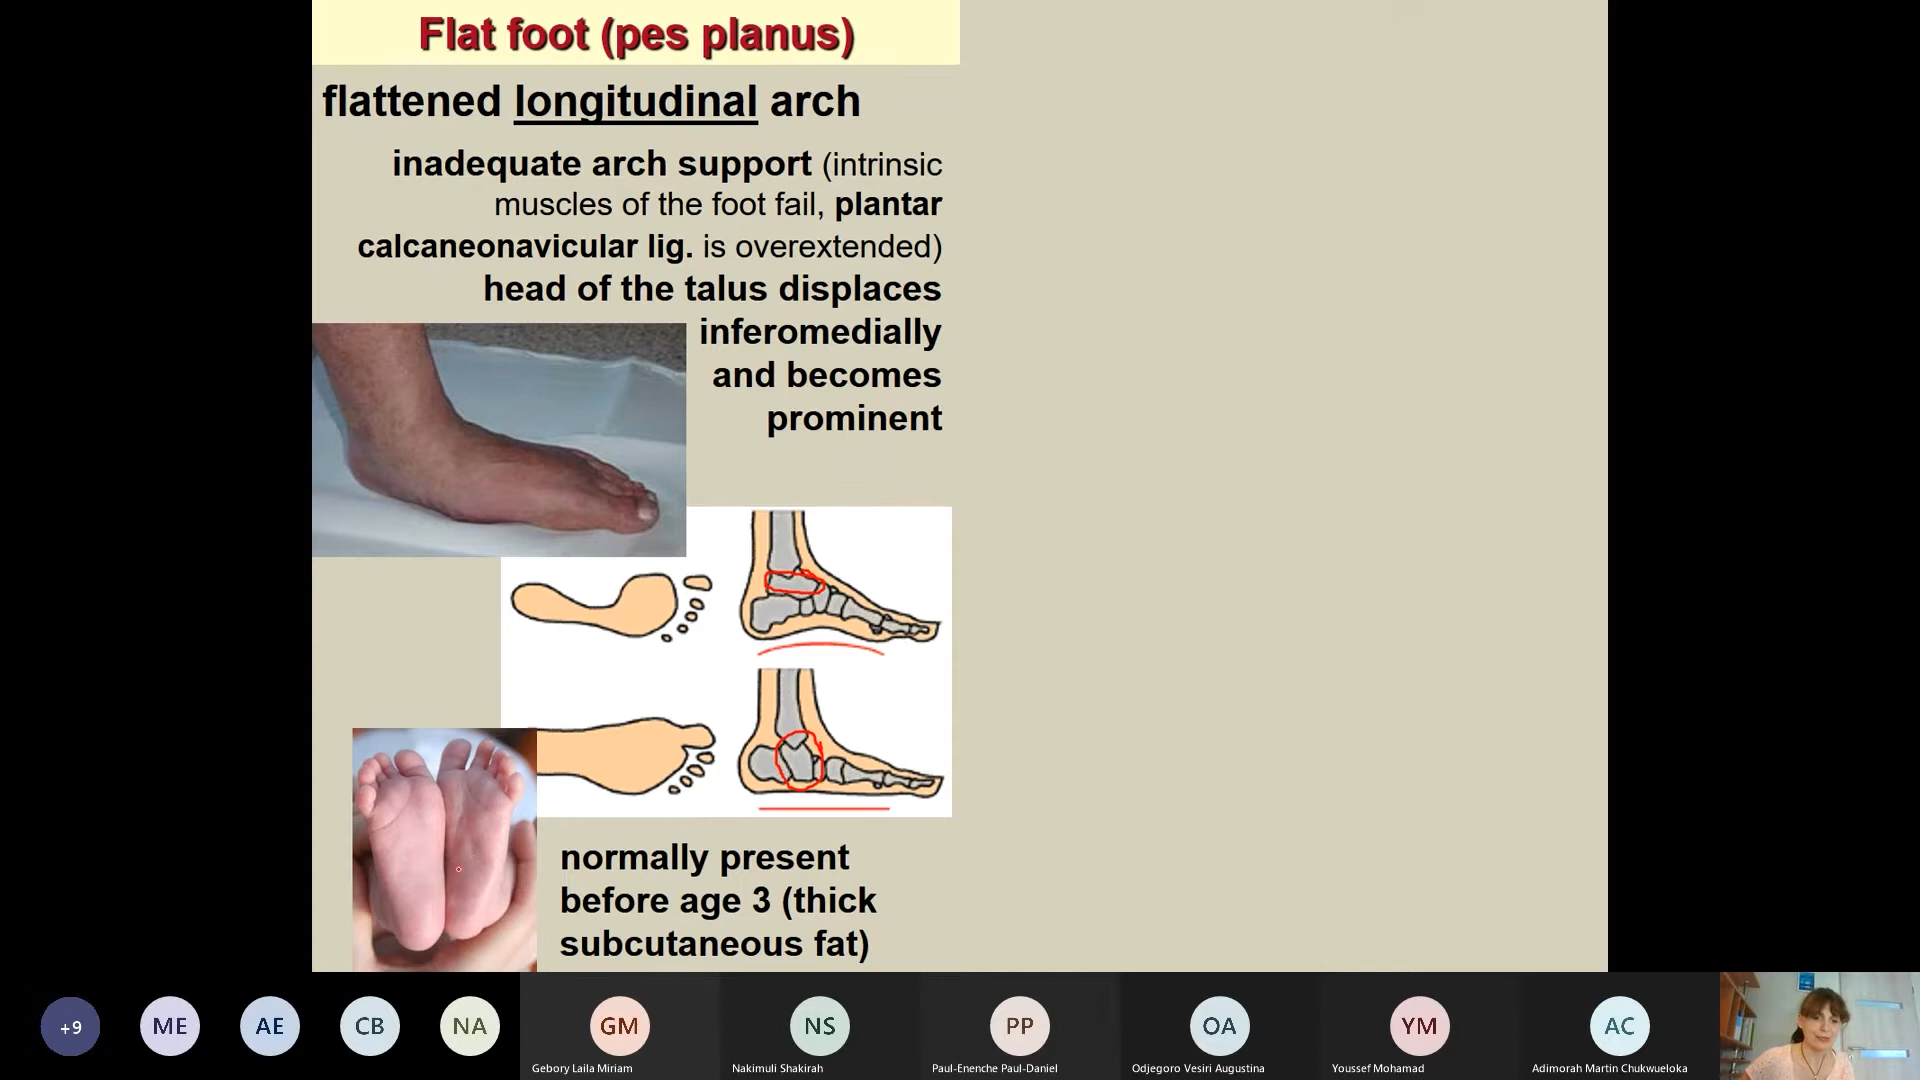 Flat foot (pes planus)
flattened longitudinal arch
inadequate arch support (intrinsic
muscles of the foot fail, plantar
calcaneonavicular lig. is overextended)
head of the talus displaces
inferomedially
and becomes
prominent
normally present
before age 3 (thick
subcutaneous fat)
+9
ME
AE
CB
NA
GM
NS
PP
OA
YM
AC
Gebory Laila Miriam
Nakimuli Shakirah
Paul-Enenche Paul-Daniel
Odjegoro Vesiri Augustina
Youssef Mohamad
Adimorah Martin Chukwueloka